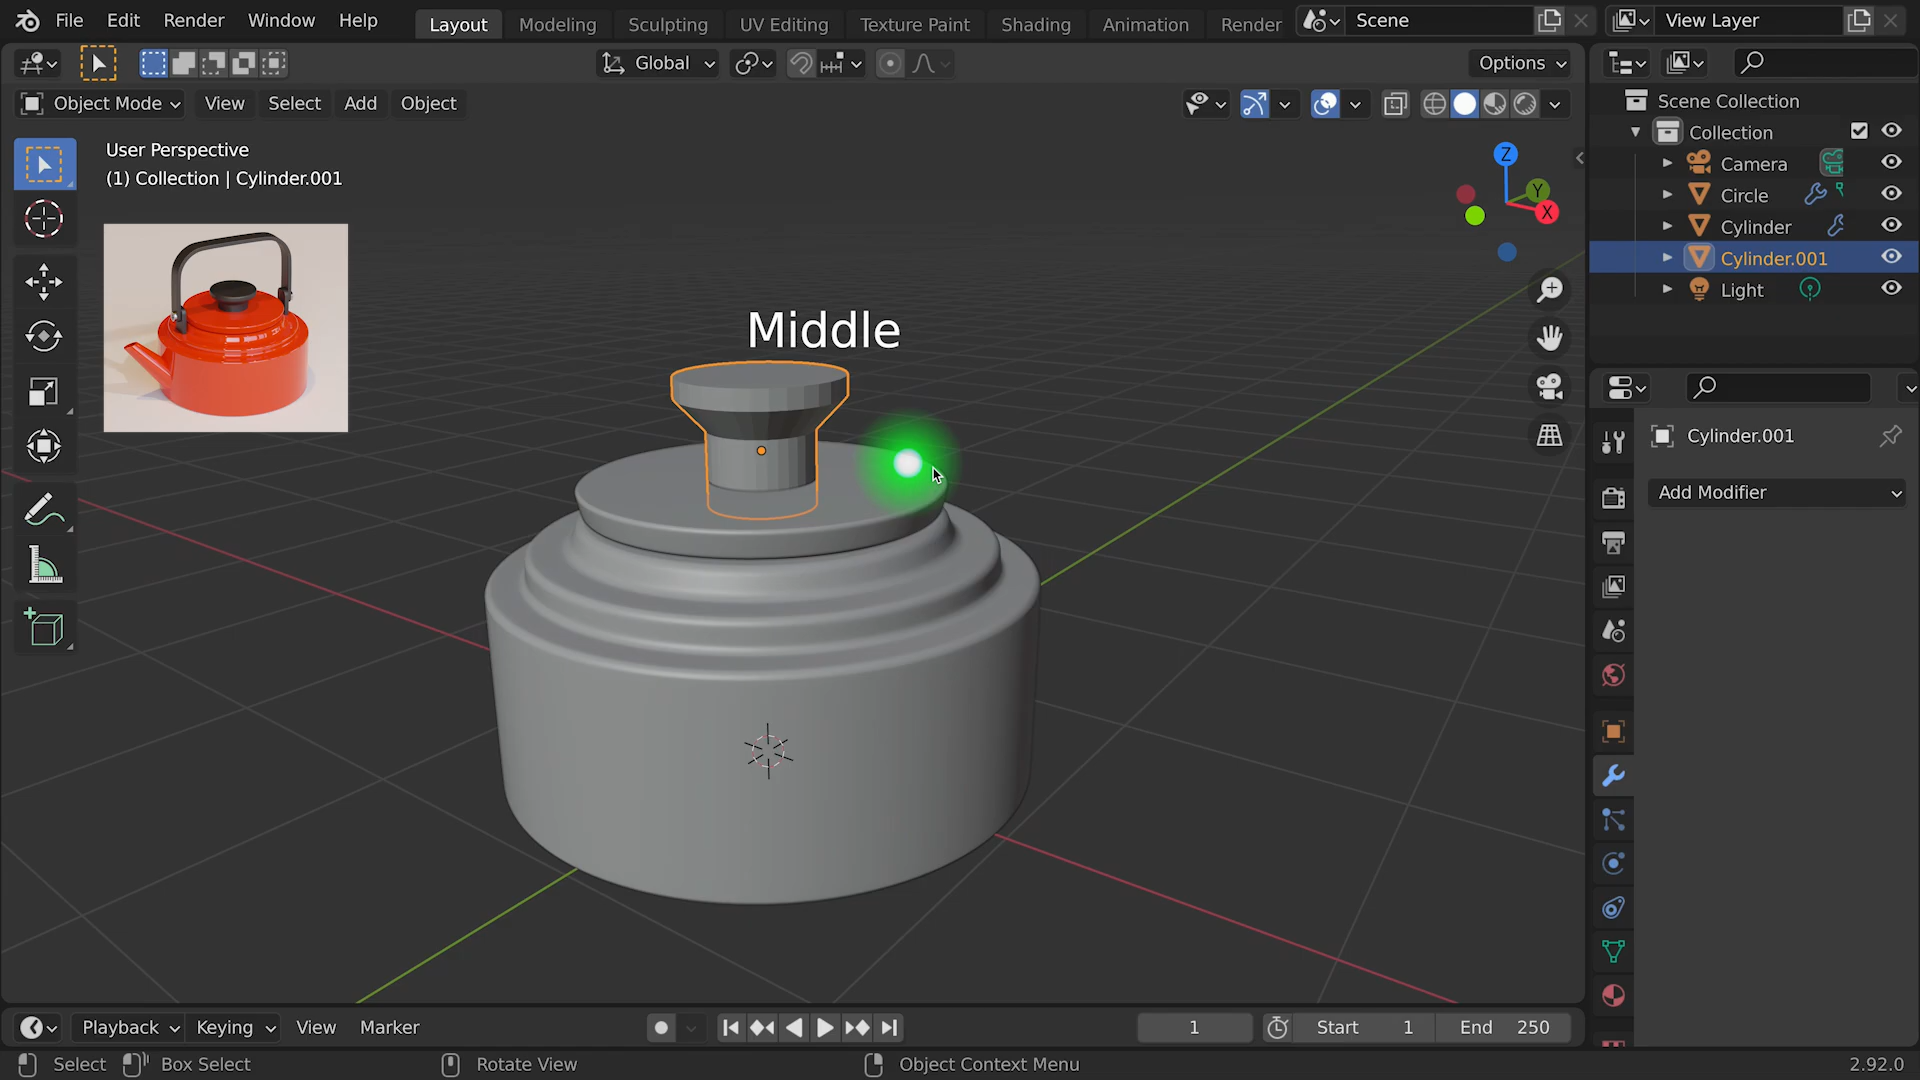 File Edit Render Window Help Layout Modeling Sculpting UV Editing Texture Paint Shading Animation Render Scene View Layer
Global Options
Object Mode View Select Add Object
User Perspective
(1) Collection | Cylinder.001
Middle
Z
Y
X
Scene Collection
Collection
Camera
Circle
Cylinder
Cylinder.001
Light
Cylinder.001
Add Modifier
Playback Keying View Marker 1 Start 1 End 250
Select Box Select Rotate View Object Context Menu 2.92.0